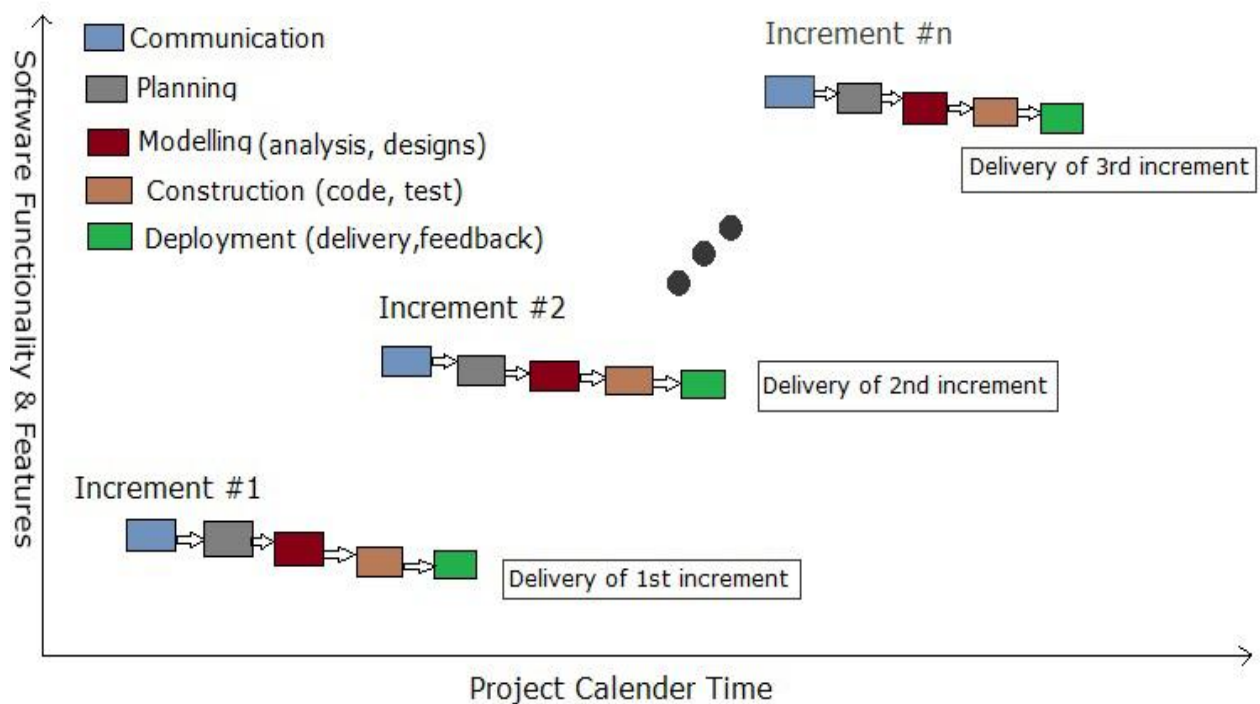 Software Functionality & Features
Communication
Planning
Modelling (analysis, designs)
Construction (code, test)
Deployment (delivery,feedback)
Increment #n
Delivery of 3rd increment
Increment #2
Delivery of 2nd increment
Increment #1
Delivery of 1st increment
Project Calender Time